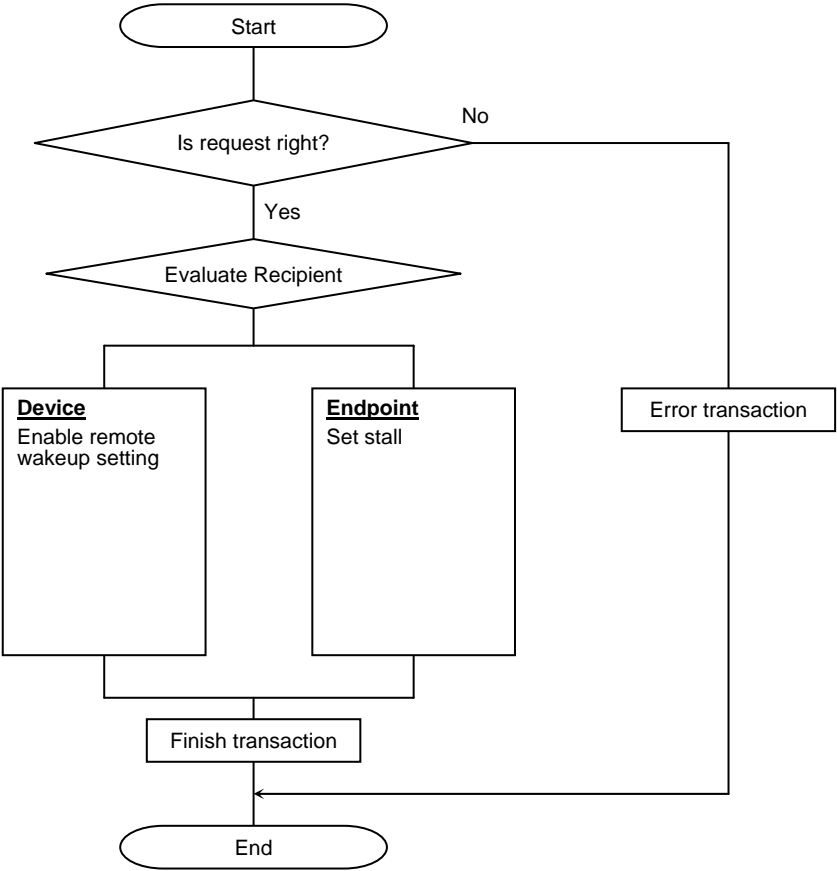 Start
No
Is request right?
Yes
Evaluate Recipient
Device
Enable remote
wakeup setting
Endpoint
Set stall
Error transaction
Finish transaction
End